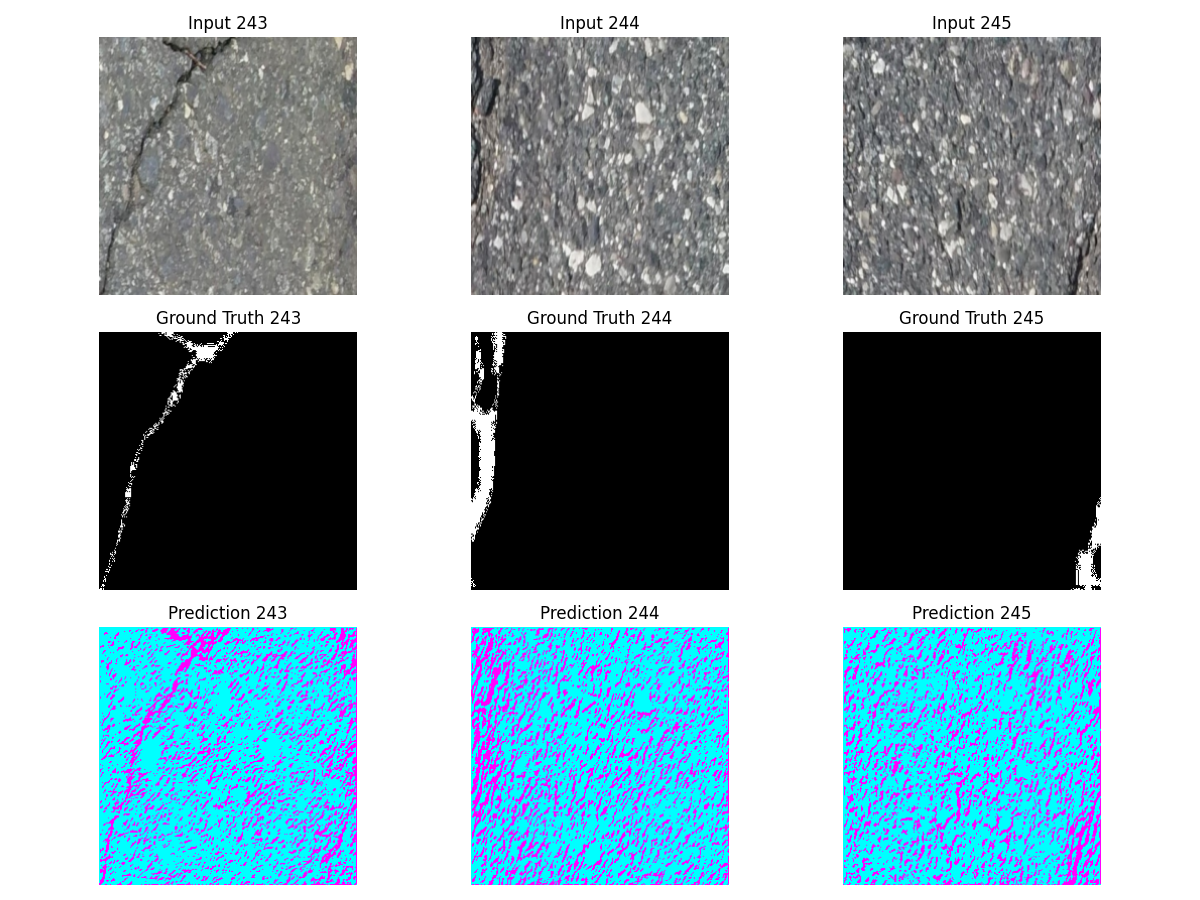 Input 243
Input 244
Input 245
Ground Truth 243
Ground Truth 244
Ground Truth 245
Prediction 243
Prediction 244
Prediction 245